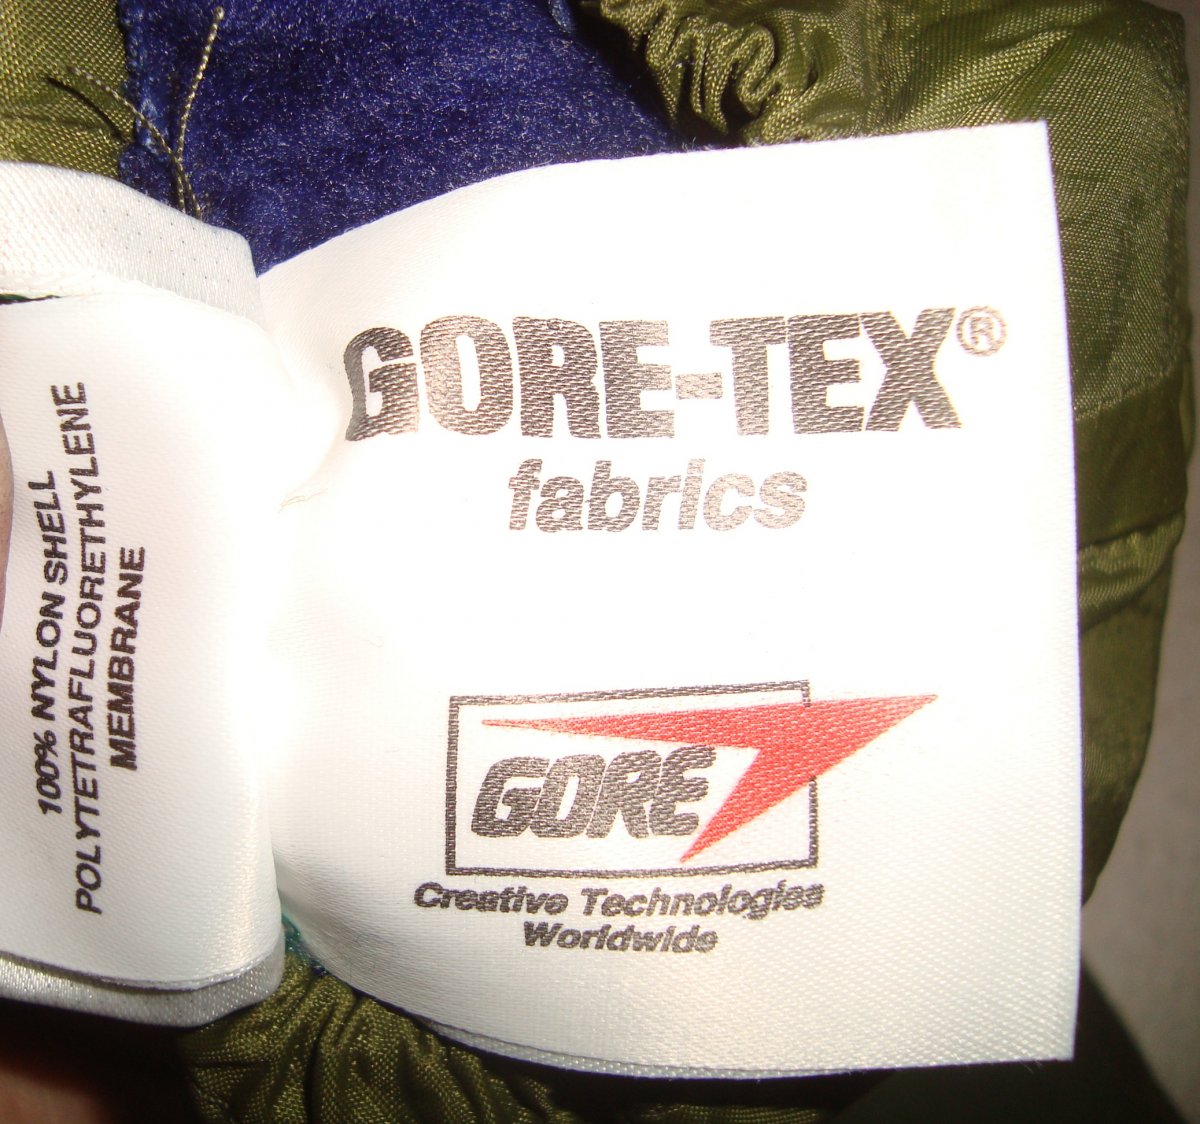 100% NYLON SHELL
POLYTETRAFLUORETHYLENE
MEMBRANE
GORE-TEX®
fabrics
GORE
Creative Technologies
Worldwide